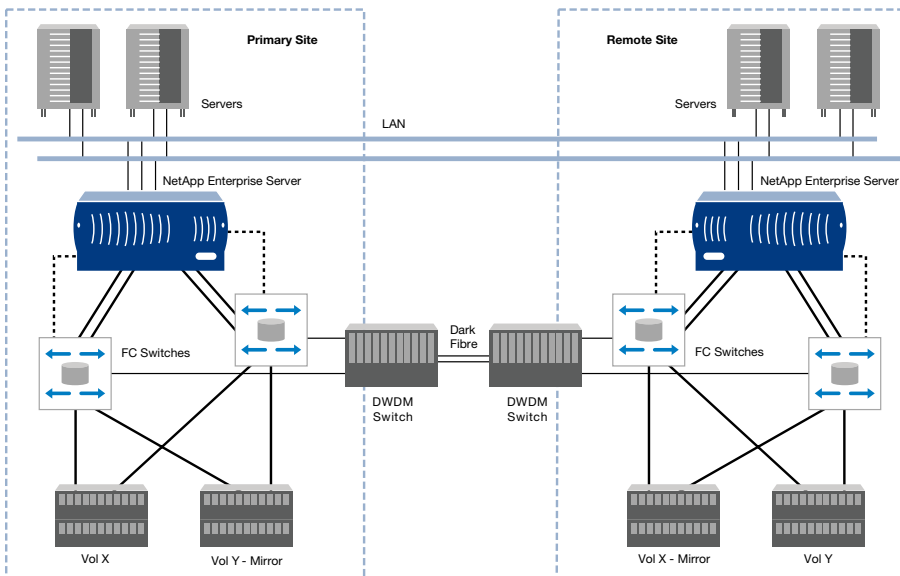 Primary Site
Remote Site
Servers
Servers
LAN
NetApp Enterprise Server
NetApp Enterprise Server
Dark
Fibre
FC Switches
FC Switches
DWDM
Switch
DWDM
Switch
Vol X
Vol Y - Mirror
Vol X - Mirror
Vol Y